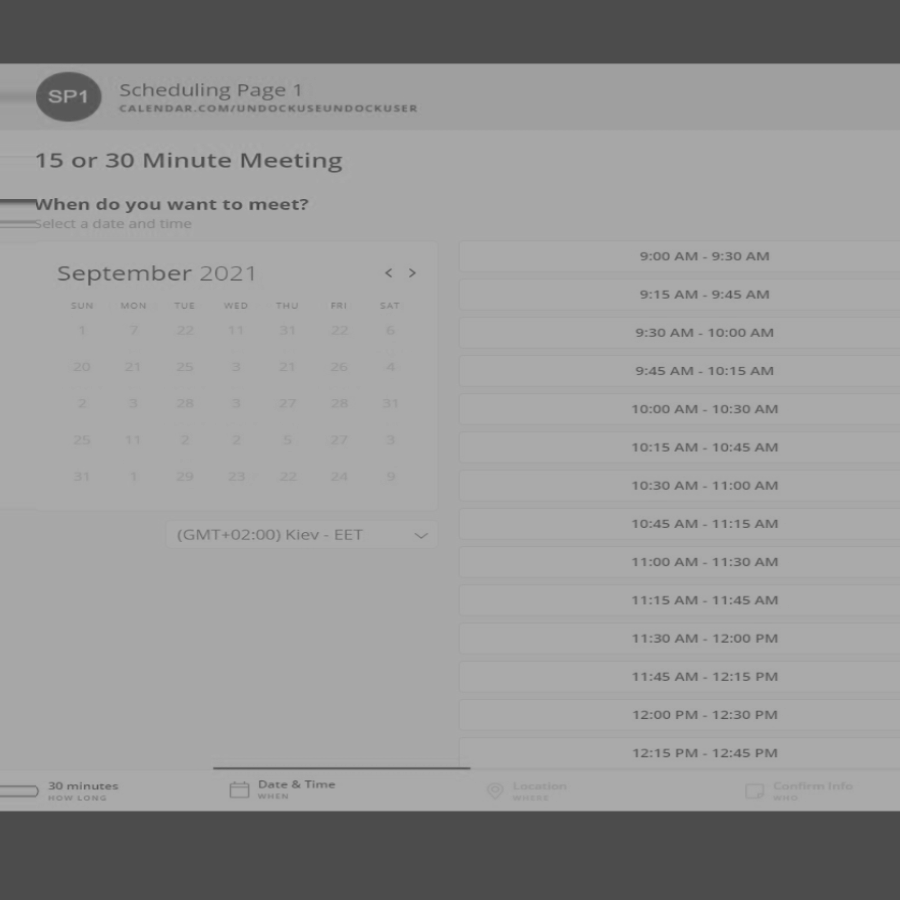 SP1
Scheduling Page 1
CALENDAR.COM/UNDOCKUSEUNDOCKUSER
15 or 30 Minute Meeting
When do you want to meet?
Select a date and time
September 2021 < >
SUN MON TUE WED THU FRI SAT
1 7 22 11 31 22 6
20 21 25 3 21 26 4
2 3 28 3 27 28 31
25 11 2 2 5 27 3
31 1 29 23 22 24 9
(GMT+02:00) Kiev - EET
9:00 AM - 9:30 AM
9:15 AM - 9:45 AM
9:30 AM - 10:00 AM
9:45 AM - 10:15 AM
10:00 AM - 10:30 AM
10:15 AM - 10:45 AM
10:30 AM - 11:00 AM
10:45 AM - 11:15 AM
11:00 AM - 11:30 AM
11:15 AM - 11:45 AM
11:30 AM - 12:00 PM
11:45 AM - 12:15 PM
12:00 PM - 12:30 PM
12:15 PM - 12:45 PM
30 minutes
HOW LONG
Date & Time
WHEN
Location
WHERE
Confirm Info
WHO